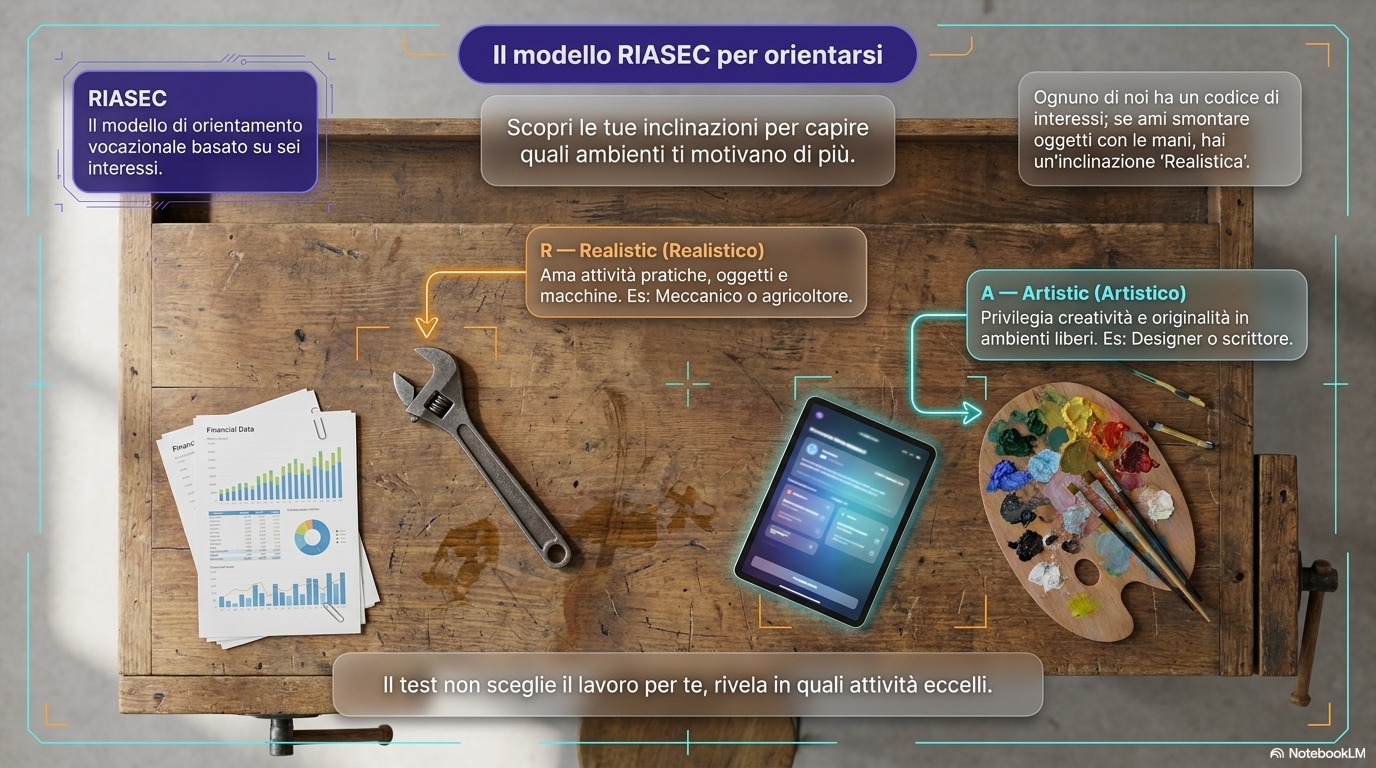 Il modello RIASEC per orientarsi
RIASEC
Il modello di orientamento
vocazionale basato su sei
interessi.
Scopri le tue inclinazioni per capire
quali ambienti ti motivano di più.
Ognuno di noi ha un codice di
interessi; se ami smontare
oggetti con le mani, hai
un'inclinazione 'Realistica'.
R — Realistic (Realistico)
Ama attività pratiche, oggetti e
macchine. Es: Meccanico o agricoltore.
A — Artistic (Artistico)
Privilegia creatività e originalità in
ambienti liberi. Es: Designer o scrittore.
Financial Data
Il test non sceglie il lavoro per te, rivela in quali attività eccelli.
NotebookLM